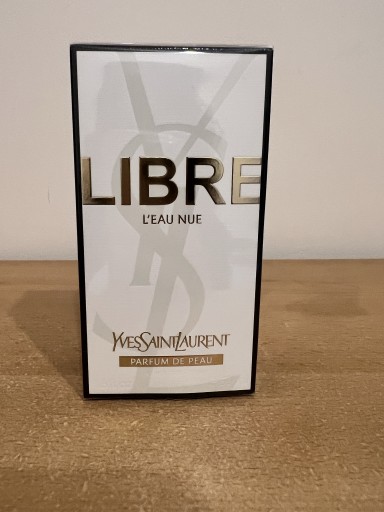 LIBRE
L'EAU NUE
YVESSAINTLAURENT
PARFUM DE PEAU